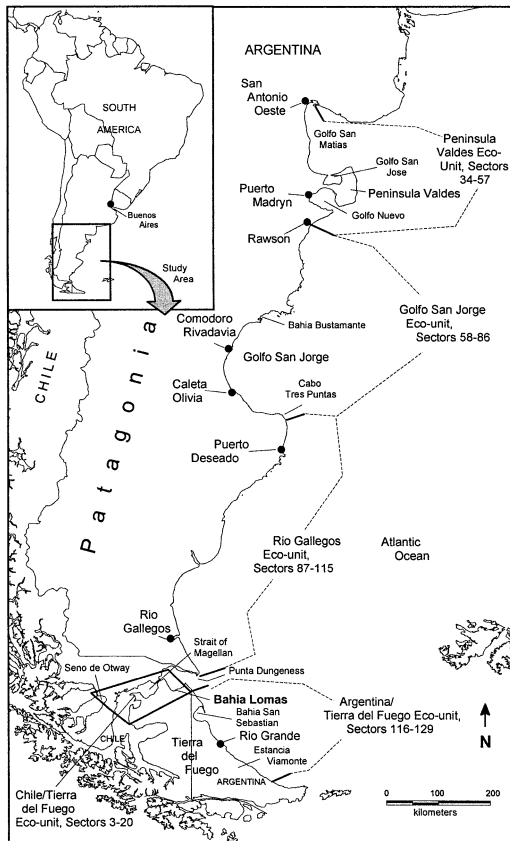 SOUTH
AMERICA
Buenos
Aires
Study
Area
ARGENTINA
San
Antonio
Oeste
Golfo San
Matias
Peninsula
Valdes Eco-
Unit, Sectors
34-57
Golfo San
Jose
Puerto
Madryn
Peninsula Valdes
Golfo Nuevo
Rawson
CHILE
Patagonia
Comodoro
Rivadavia
Bahia Bustamante
Golfo San Jorge
Golfo San Jorge
Eco-unit,
Sectors 58-86
Caleta
Olivia
Cabo
Tres Puntas
Puerto
Deseado
Rio Gallegos
Eco-unit,
Sectors 87-115
Atlantic
Ocean
Rio
Gallegos
Strait of
Magellan
Seno de Otway
Punta Dungeness
Bahia Lomas
Bahia San
Sebastian
Argentina/
Tierra del Fuego Eco-unit,
Sectors 116-129
CHILE
Tierra
del
Fuego
Rio Grande
Estancia
Viamonte
ARGENTINA
Chile/Tierra
del Fuego
Eco-unit, Sectors 3-20
N
0 100 200
kilometers